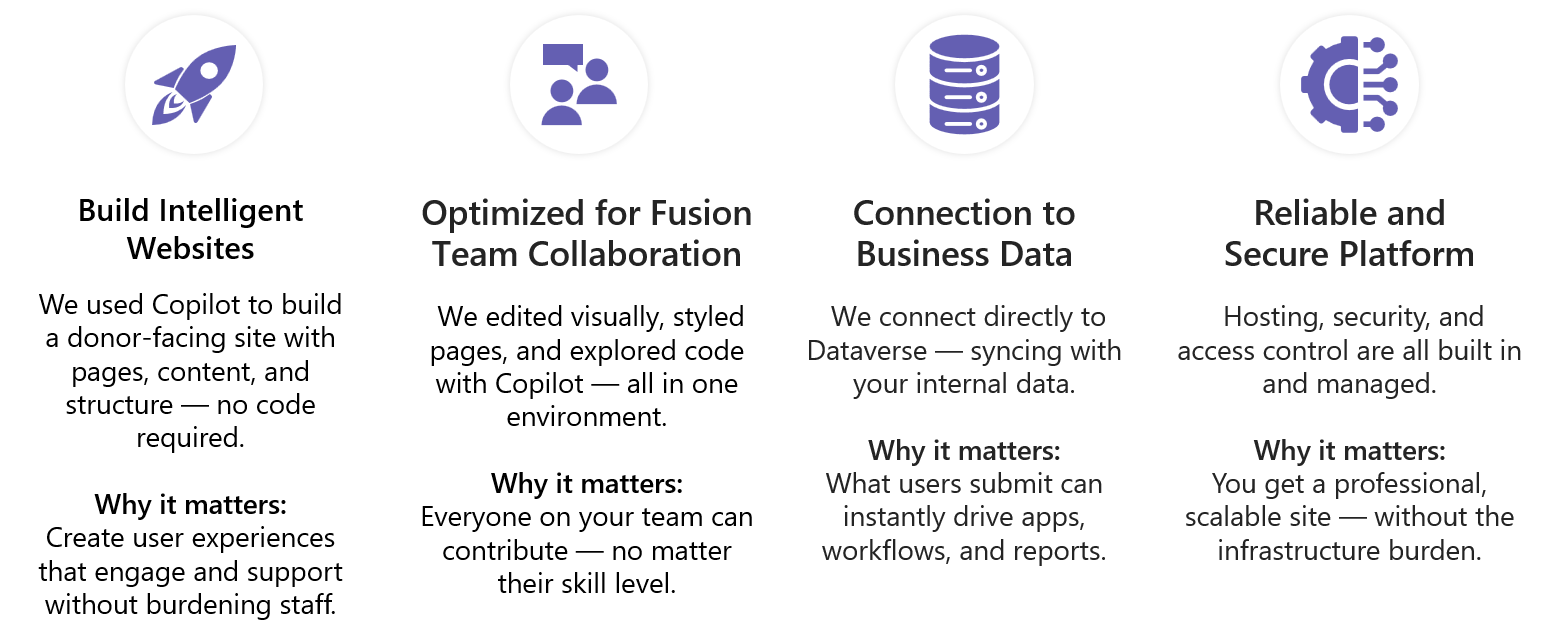 Build Intelligent
Websites
We used Copilot to build
a donor-facing site with
pages, content, and
structure — no code
required.
Why it matters:
Create user experiences
that engage and support
without burdening staff.
Optimized for Fusion
Team Collaboration
We edited visually, styled
pages, and explored code
with Copilot — all in one
environment.
Why it matters:
Everyone on your team can
contribute — no matter
their skill level.
Connection to
Business Data
We connect directly to
Dataverse — syncing with
your internal data.
Why it matters:
What users submit can
instantly drive apps,
workflows, and reports.
Reliable and
Secure Platform
Hosting, security, and
access control are all built in
and managed.
Why it matters:
You get a professional,
scalable site — without the
infrastructure burden.